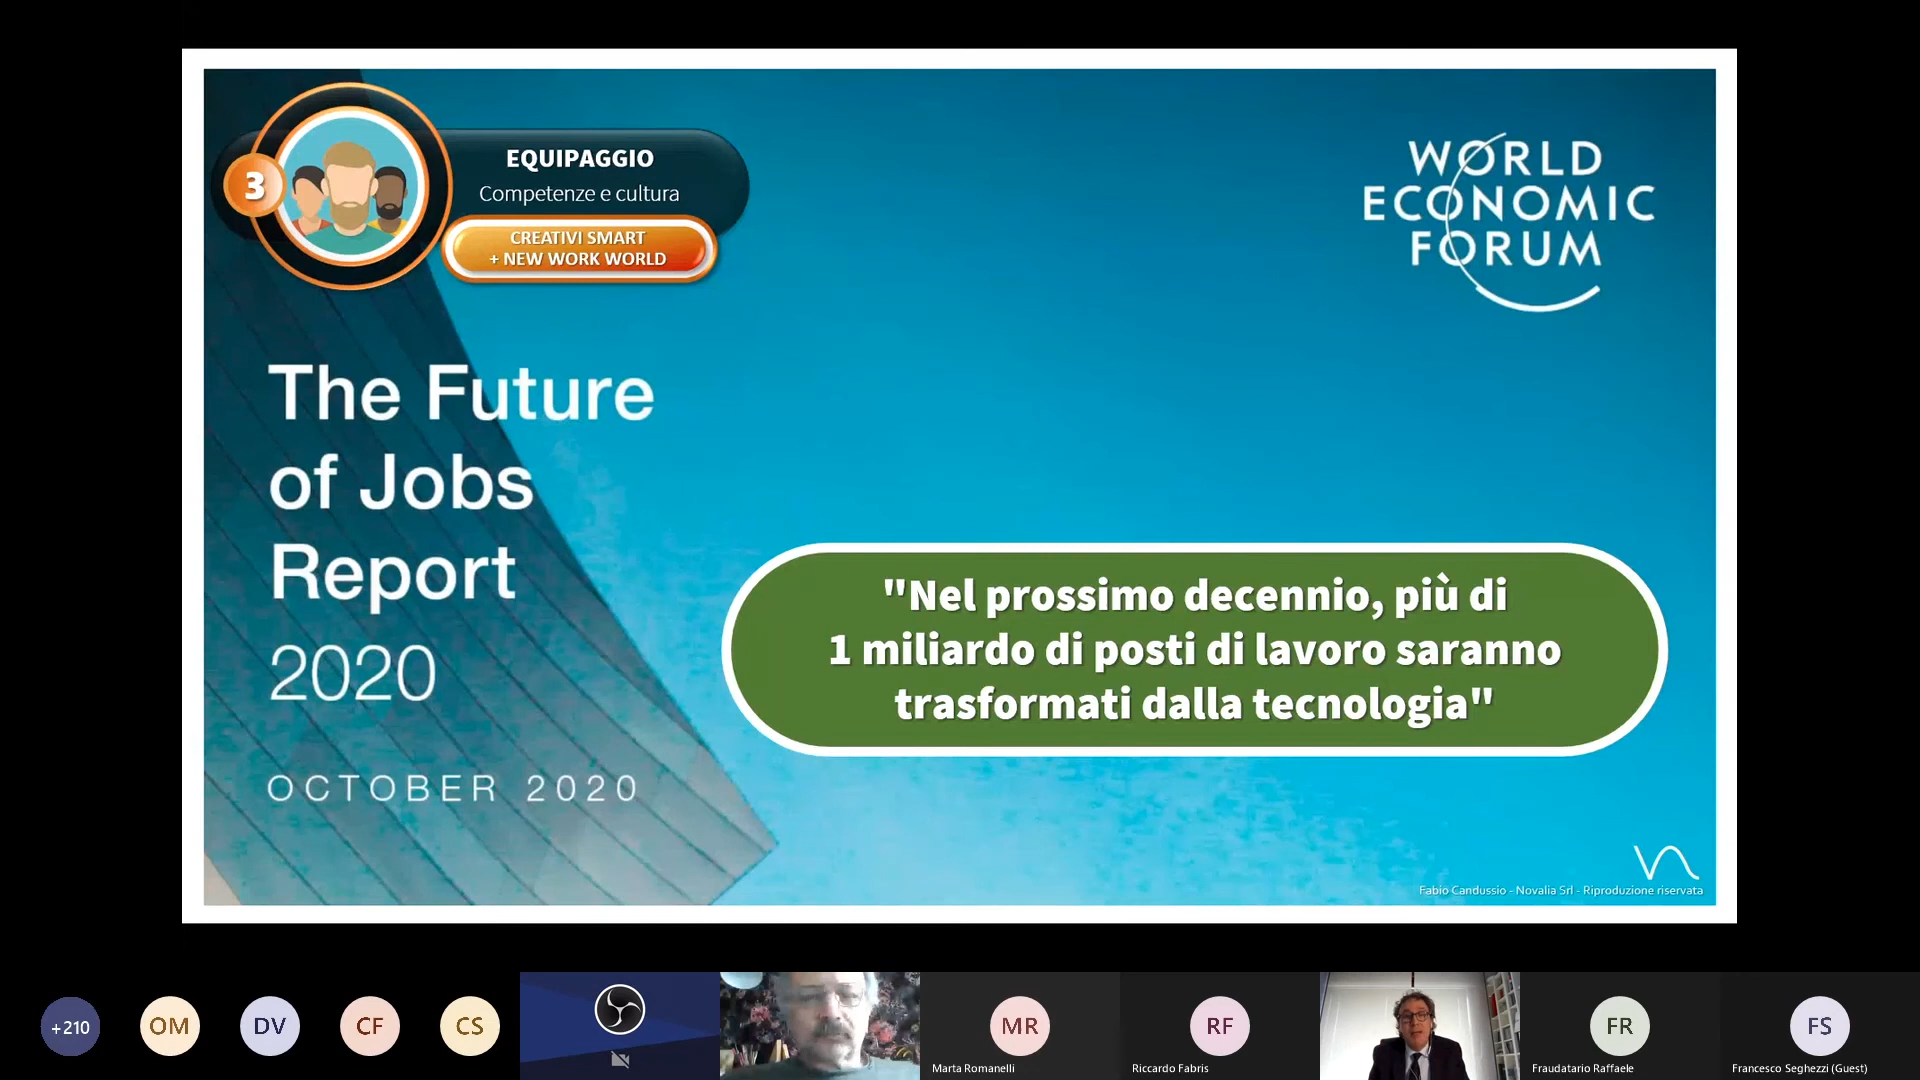 3
EQUIPAGGIO
Competenze e cultura
CREATIVI SMART
+ NEW WORK WORLD
WORLD
ECONOMIC
FORUM
The Future
of Jobs
Report
2020
OCTOBER 2020
"Nel prossimo decennio, più di
1 miliardo di posti di lavoro saranno
trasformati dalla tecnologia"
Fabio Candussio - Novalia Srl - Riproduzione riservata
+210
OM
DV
CF
CS
MR
Marta Romanelli
RF
Riccardo Fabris
FR
Fraudatario Raffaele
FS
Francesco Seghezzi (Guest)